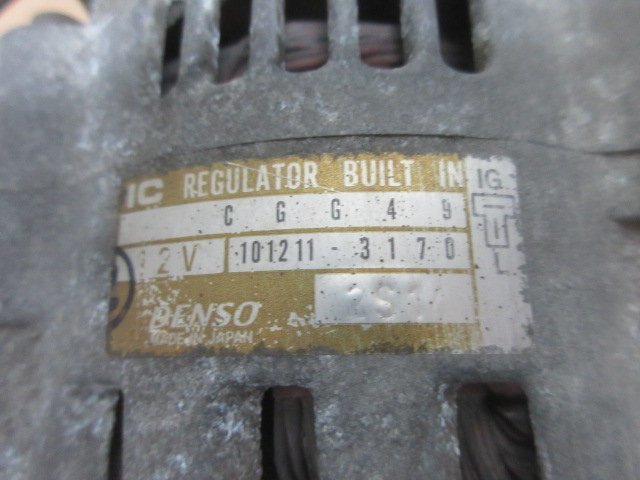 IC REGULATOR BUILT IN
IG
C G G 4 9
L
12V 101211-3170
DENSO
MADE IN JAPAN